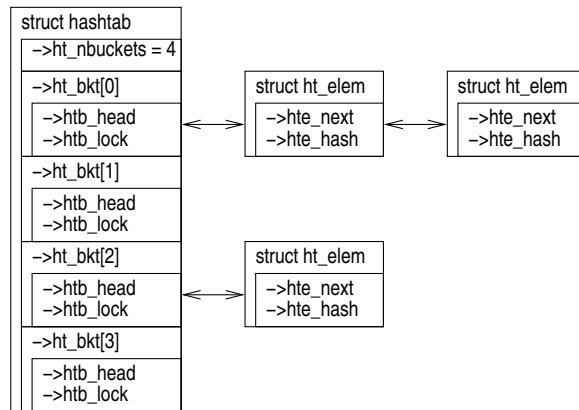 struct hashtab
−>ht_nbuckets = 4
−>ht_bkt[0]
−>htb_head
−>htb_lock
struct ht_elem
−>hte_next
−>hte_hash
struct ht_elem
−>hte_next
−>hte_hash
−>ht_bkt[1]
−>htb_head
−>htb_lock
−>ht_bkt[2]
−>htb_head
−>htb_lock
struct ht_elem
−>hte_next
−>hte_hash
−>ht_bkt[3]
−>htb_head
−>htb_lock